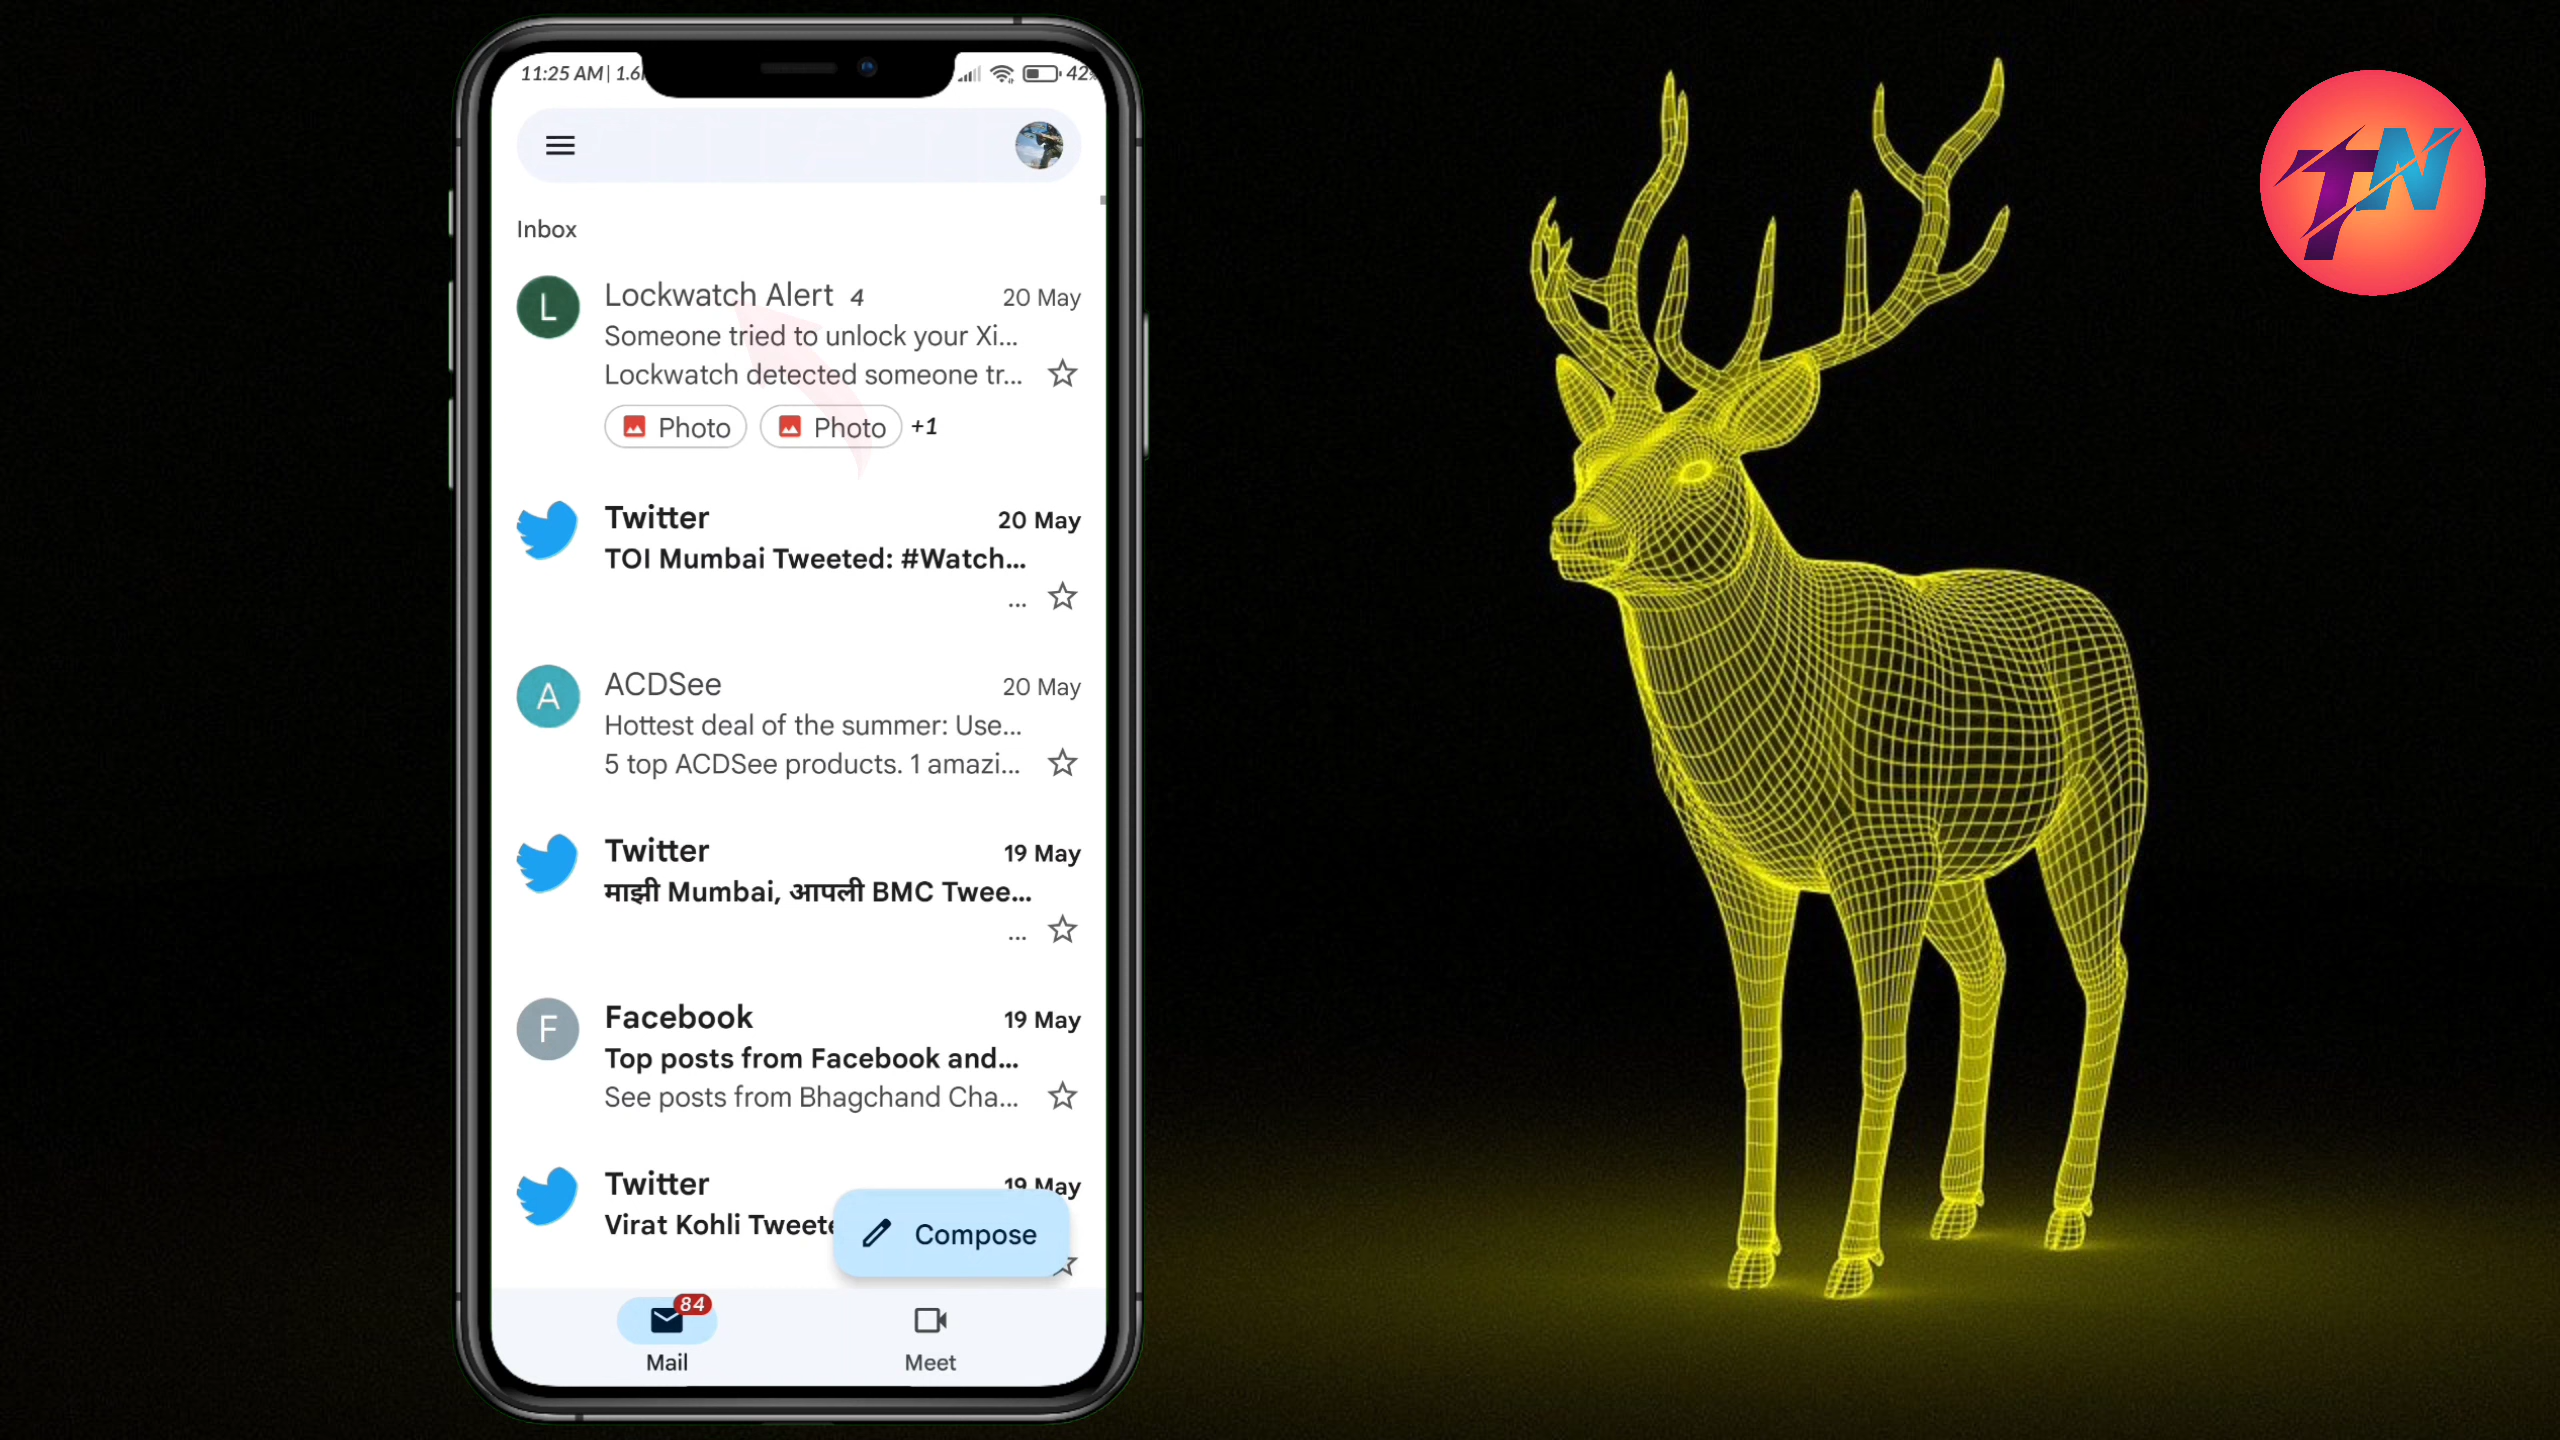 11:25 AM | 1.6
42%
Inbox
L
Lockwatch Alert 4
20 May
Someone tried to unlock your Xi...
Lockwatch detected someone tr...
Photo
Photo
+1
Twitter
20 May
TOI Mumbai Tweeted: #Watch...
...
A
ACDSee
20 May
Hottest deal of the summer: Use...
5 top ACDSee products. 1 amazi...
Twitter
19 May
माझी Mumbai, आपली BMC Twee...
...
F
Facebook
19 May
Top posts from Facebook and...
See posts from Bhagchand Cha...
Twitter
19 May
Virat Kohli Tweete
Compose
84
Mail
Meet
TN